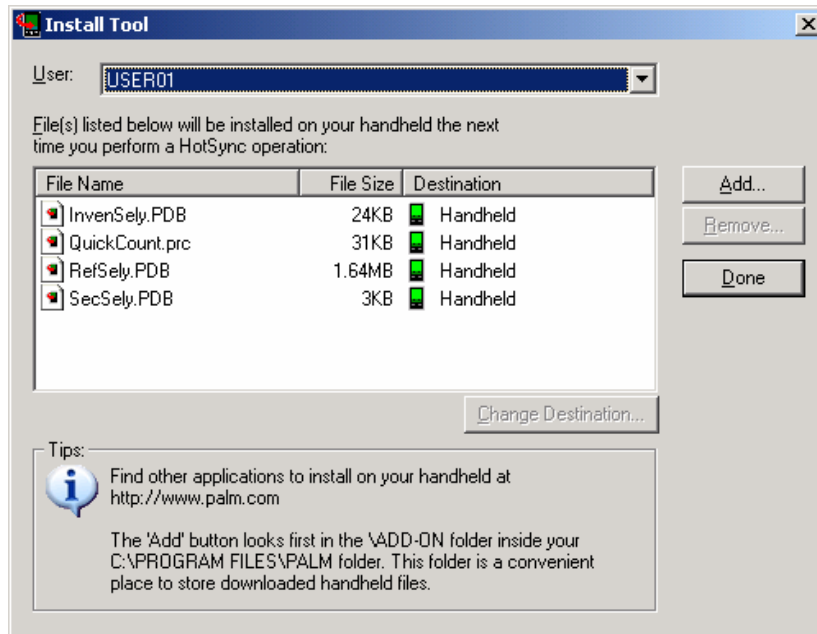 Install Tool
User: USER01
File(s) listed below will be installed on your handheld the next
time you perform a HotSync operation:
File Name File Size Destination
InvenSely.PDB 24KB Handheld
QuickCount.prc 31KB Handheld
RefSely.PDB 1.64MB Handheld
SecSely.PDB 3KB Handheld
Add...
Remove...
Done
Change Destination...
Tips:
Find other applications to install on your handheld at
http://www.palm.com
The 'Add' button looks first in the \ADD-ON folder inside your
C:\PROGRAM FILES\PALM folder. This folder is a convenient
place to store downloaded handheld files.